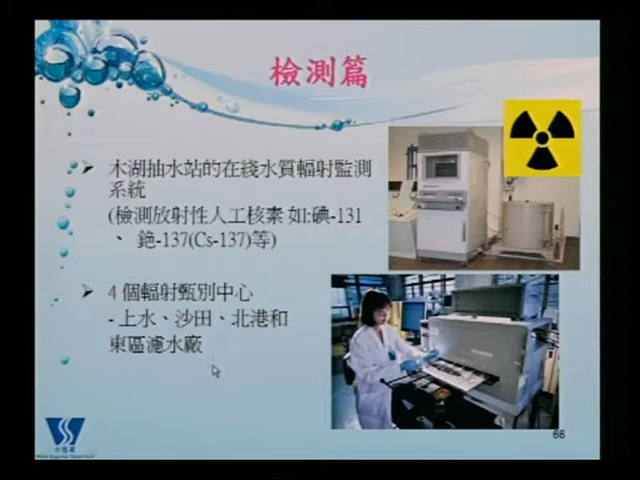 檢測篇
木湖抽水站的在綫水質輻射監測
系統
(檢測放射性人工核素 如:碘-131
、 銫-137(Cs-137)等)
4 個輻射甄別中心
- 上水、沙田、北港和
東區濾水廠
68